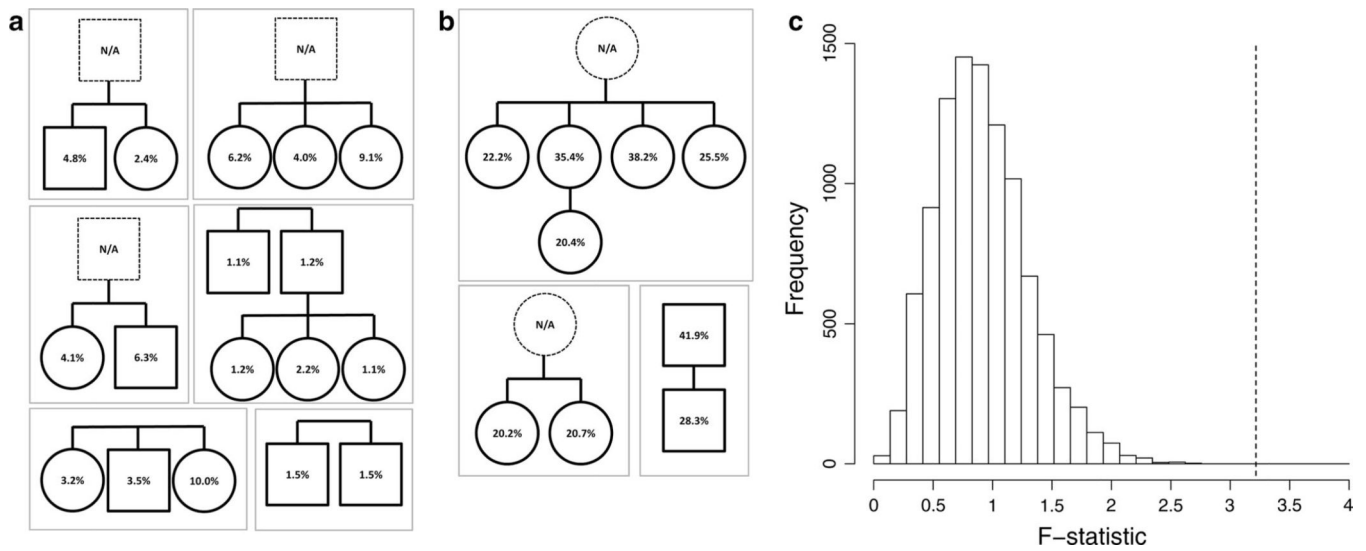 a
N/A
4.8%
2.4%
N/A
6.2%
4.0%
9.1%
N/A
4.1%
6.3%
1.1%
1.2%
1.2%
2.2%
1.1%
3.2%
3.5%
10.0%
1.5%
1.5%
b
N/A
22.2%
35.4%
38.2%
25.5%
20.4%
N/A
20.2%
20.7%
41.9%
28.3%
c
Frequency
1500
1000
500
0
0 0.5 1 1.5 2 2.5 3 3.5 4
F−statistic